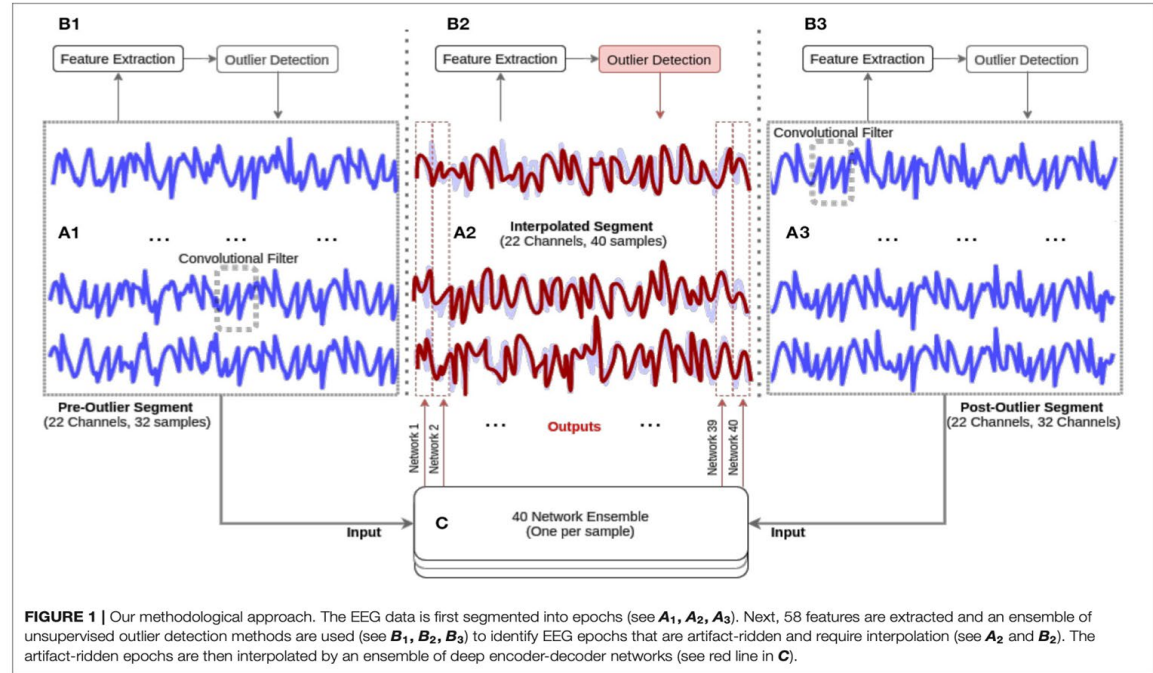 B1
B2
B3
Feature Extraction
Outlier Detection
Feature Extraction
Outlier Detection
Feature Extraction
Outlier Detection
Convolutional Filter
A1
... ... ...
Convolutional Filter
Interpolated Segment
A2
(22 Channels, 40 samples)
A3
... ... ...
Pre-Outlier Segment
(22 Channels, 32 samples)
Network 1
Network 2
... Outputs ...
Network 39
Network 40
Post-Outlier Segment
(22 Channels, 32 Channels)
Input
C
40 Network Ensemble
(One per sample)
Input
FIGURE 1 | Our methodological approach. The EEG data is first segmented into epochs (see A1, A2, A3). Next, 58 features are extracted and an ensemble of
unsupervised outlier detection methods are used (see B1, B2, B3) to identify EEG epochs that are artifact-ridden and require interpolation (see A2 and B2). The
artifact-ridden epochs are then interpolated by an ensemble of deep encoder-decoder networks (see red line in C).